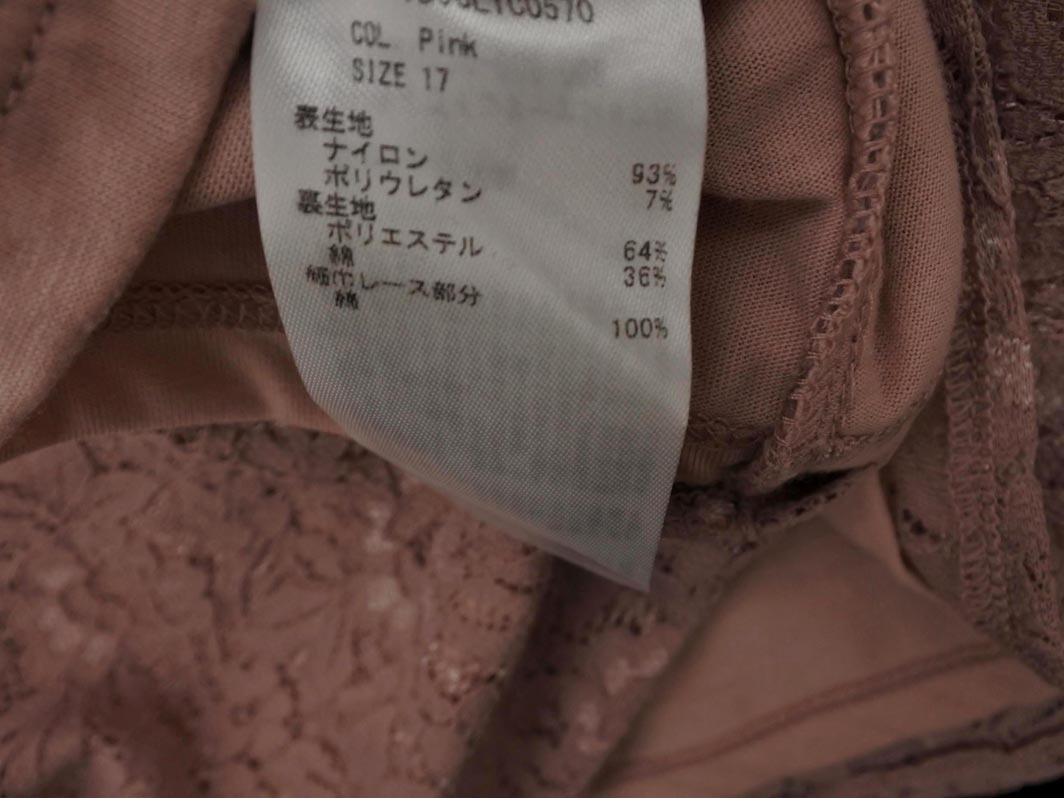 COL Pink
SIZE 17
表生地
ナイロン 93%
ポリウレタン 7%
裏生地
ポリエステル 64%
綿 36%
細巾レース部分
綿 100%